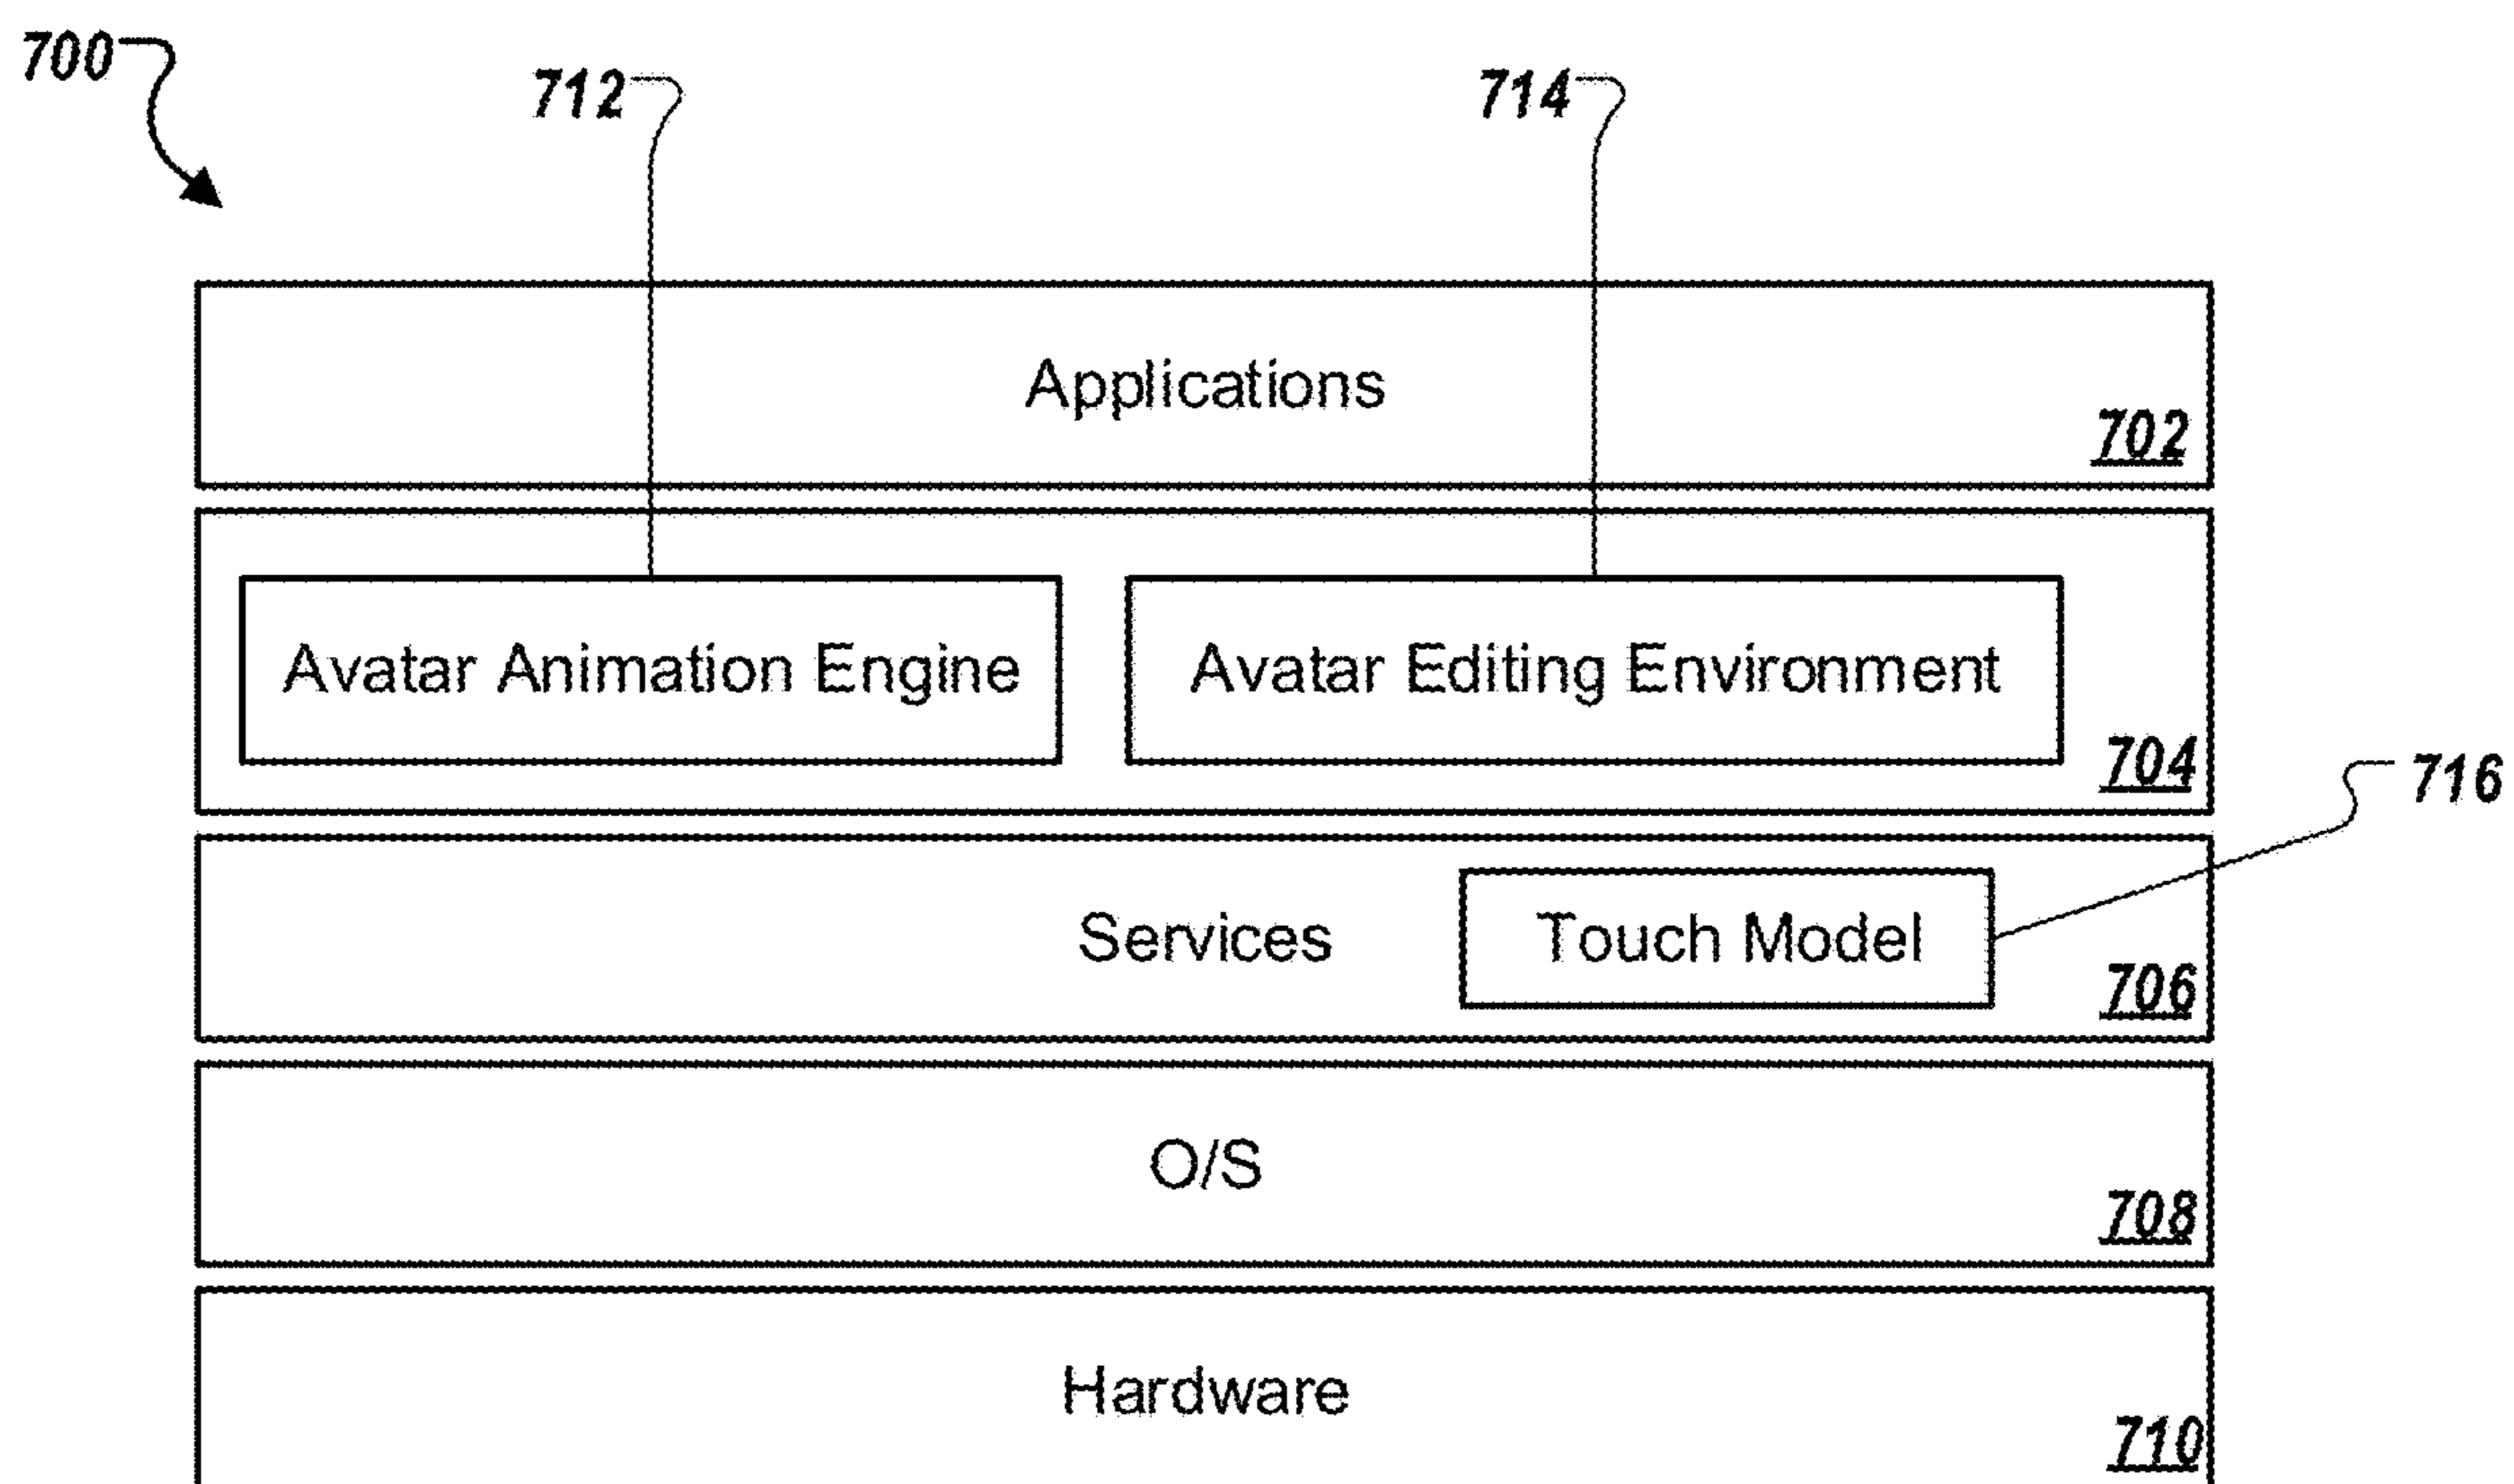 700
712
714
Applications
702
Avatar Animation Engine
Avatar Editing Environment
704
716
Services
Touch Model
706
O/S
708
Hardware
710